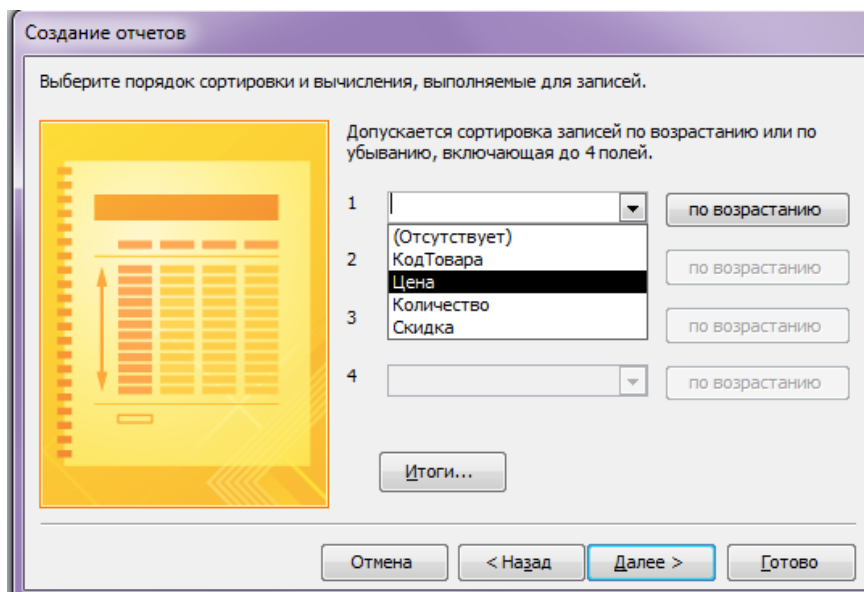 Создание отчетов
Выберите порядок сортировки и вычисления, выполняемые для записей.
Допускается сортировка записей по возрастанию или по
убыванию, включающая до 4 полей.
1 по возрастанию
(Отсутствует)
2 КодТовара по возрастанию
Цена
Количество
3 Скидка по возрастанию
4 по возрастанию
Итоги...
Отмена < Назад Далее > Готово